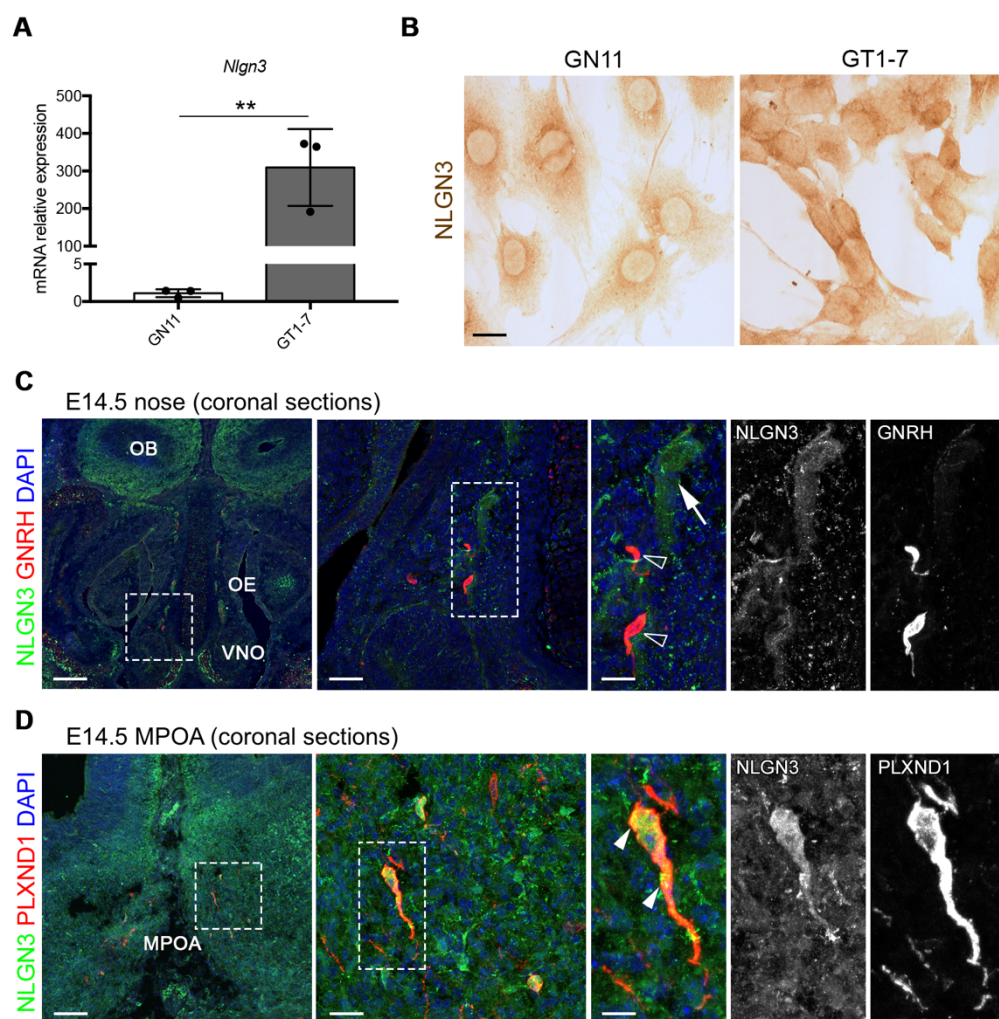 A
Nlgn3
**
mRNA relative expression
500
400
300
200
100
5
0
GN11
GT1-7
B
GN11
GT1-7
NLGN3
C
E14.5 nose (coronal sections)
NLGN3 GNRH DAPI
OB
OE
VNO
NLGN3
GNRH
D
E14.5 MPOA (coronal sections)
NLGN3 PLXND1 DAPI
MPOA
NLGN3
PLXND1